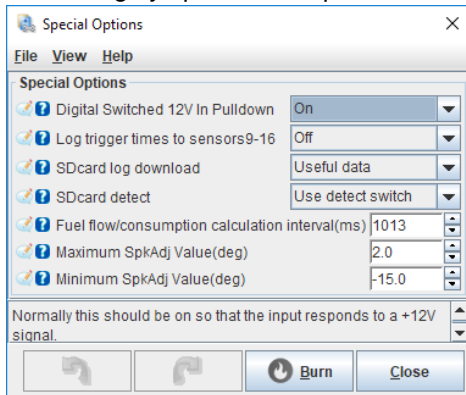 Special Options
File View Help
Special Options
Digital Switched 12V In Pulldown On
Log trigger times to sensors9-16 Off
SDcard log download Useful data
SDcard detect Use detect switch
Fuel flow/consumption calculation interval(ms) 1013
Maximum SpkAdj Value(deg) 2.0
Minimum SpkAdj Value(deg) -15.0
Normally this should be on so that the input responds to a +12V
signal.
Burn Close